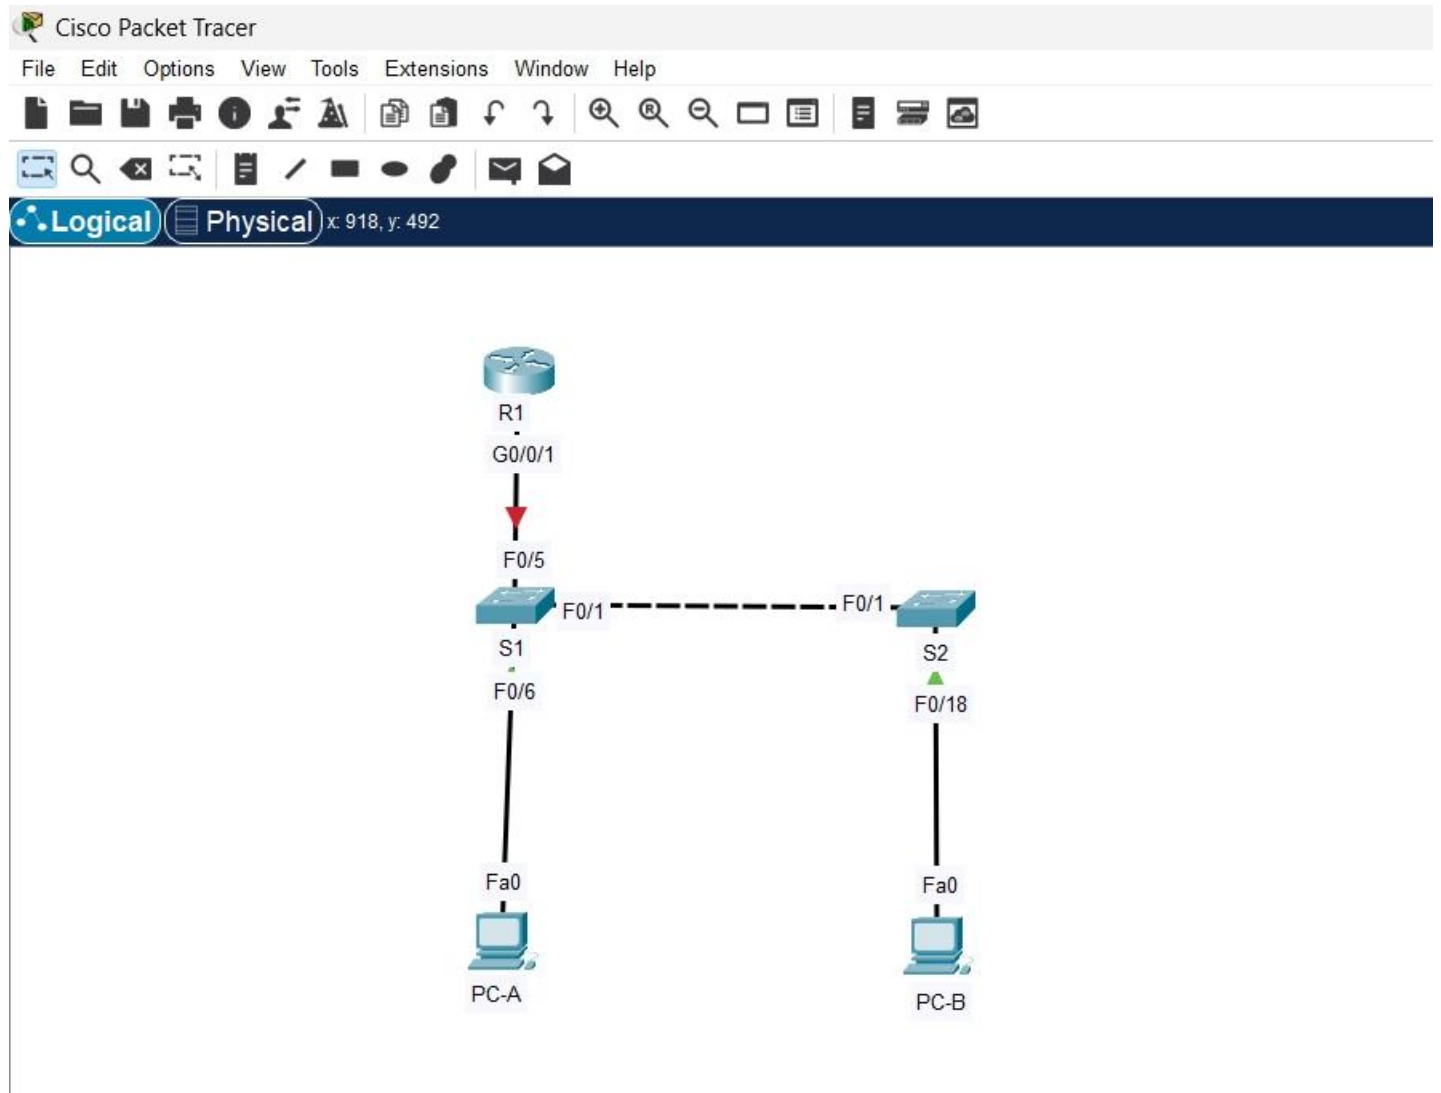 Cisco Packet Tracer
File Edit Options View Tools Extensions Window Help
Logical Physical x: 918, y: 492
R1
G0/0/1
F0/5
F0/1 F0/1
S1 S2
F0/6 F0/18
Fa0 Fa0
PC-A PC-B